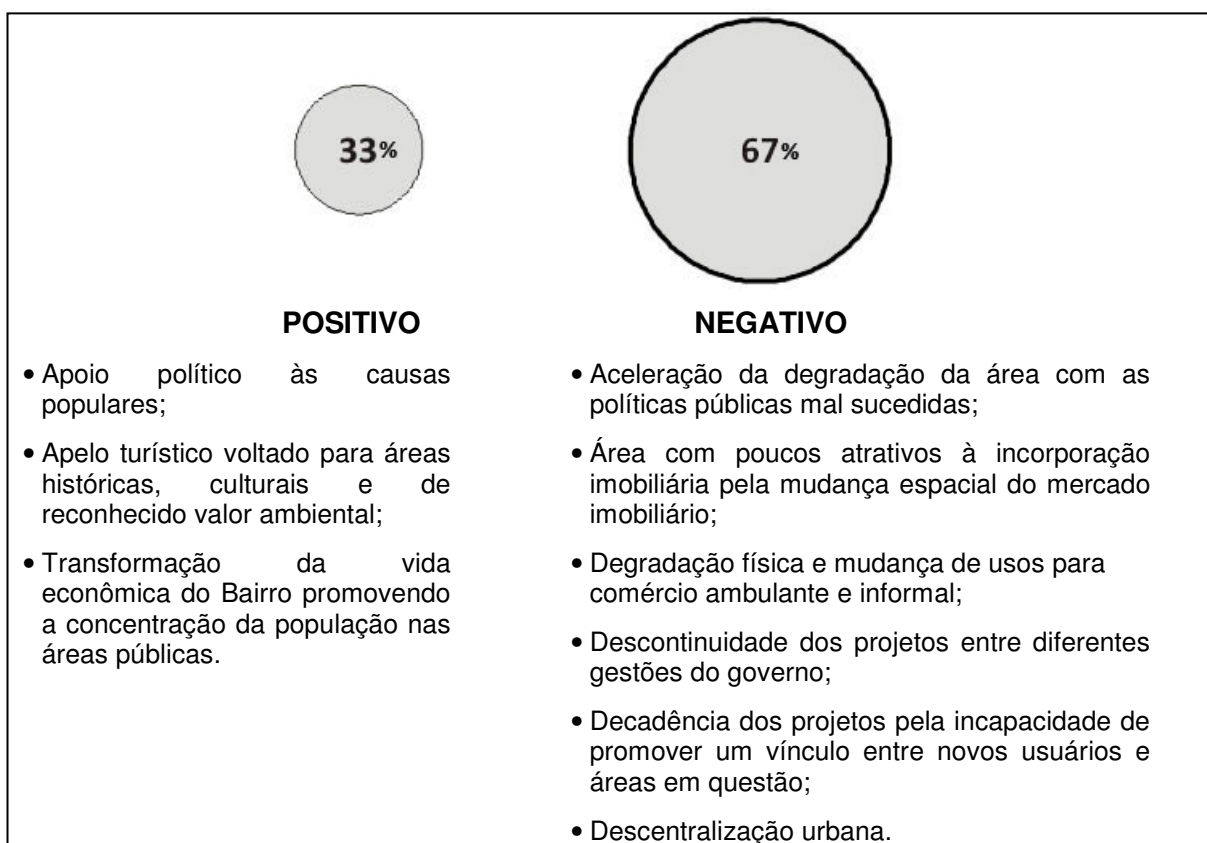 33%
67%
POSITIVO
• Apoio político às causas
populares;
• Apelo turístico voltado para áreas
históricas, culturais e de
reconhecido valor ambiental;
• Transformação da vida
econômica do Bairro promovendo
a concentração da população nas
áreas públicas.
NEGATIVO
• Aceleração da degradação da área com as
políticas públicas mal sucedidas;
• Área com poucos atrativos à incorporação
imobiliária pela mudança espacial do mercado
imobiliário;
• Degradação física e mudança de usos para
comércio ambulante e informal;
• Descontinuidade dos projetos entre diferentes
gestões do governo;
• Decadência dos projetos pela incapacidade de
promover um vínculo entre novos usuários e
áreas em questão;
• Descentralização urbana.